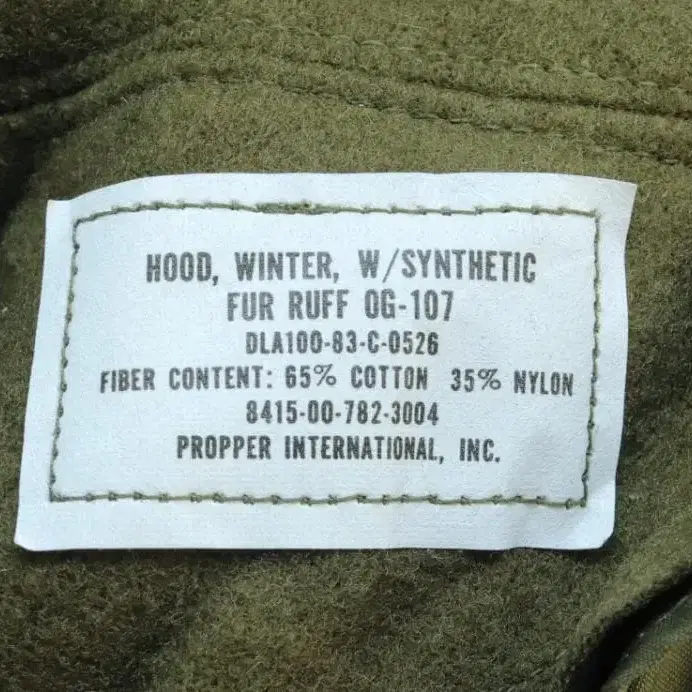 HOOD, WINTER, W/SYNTHETIC
FUR RUFF OG-107
DLA100-83-C-0526
FIBER CONTENT: 65% COTTON 35% NYLON
8415-00-782-3004
PROPPER INTERNATIONAL, INC.